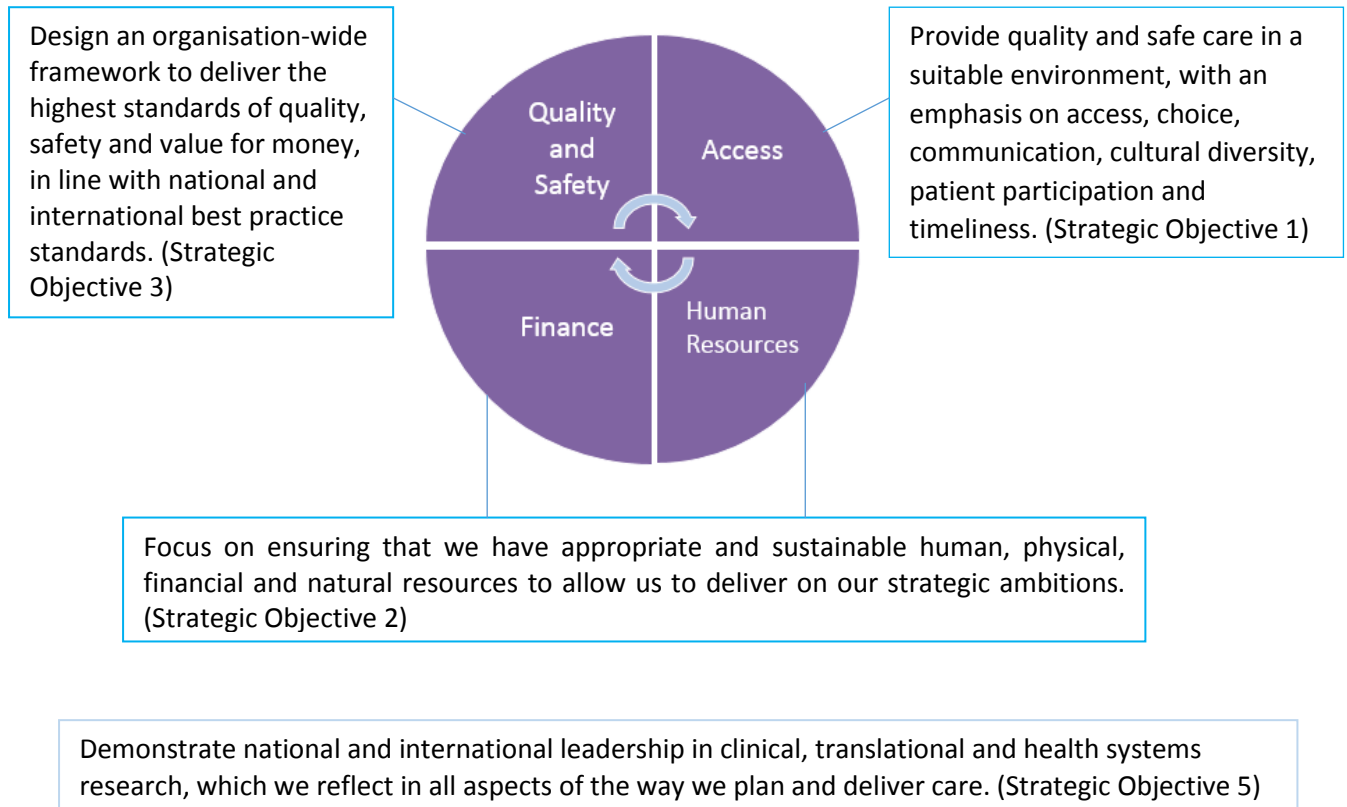 Design an organisation-wide
framework to deliver the
highest standards of quality,
safety and value for money,
in line with national and
international best practice
standards. (Strategic
Objective 3)
Quality
and
Safety
Access
Finance
Human
Resources
Provide quality and safe care in a
suitable environment, with an
emphasis on access, choice,
communication, cultural diversity,
patient participation and
timeliness. (Strategic Objective 1)
Focus on ensuring that we have appropriate and sustainable human, physical,
financial and natural resources to allow us to deliver on our strategic ambitions.
(Strategic Objective 2)
Demonstrate national and international leadership in clinical, translational and health systems
research, which we reflect in all aspects of the way we plan and deliver care. (Strategic Objective 5)